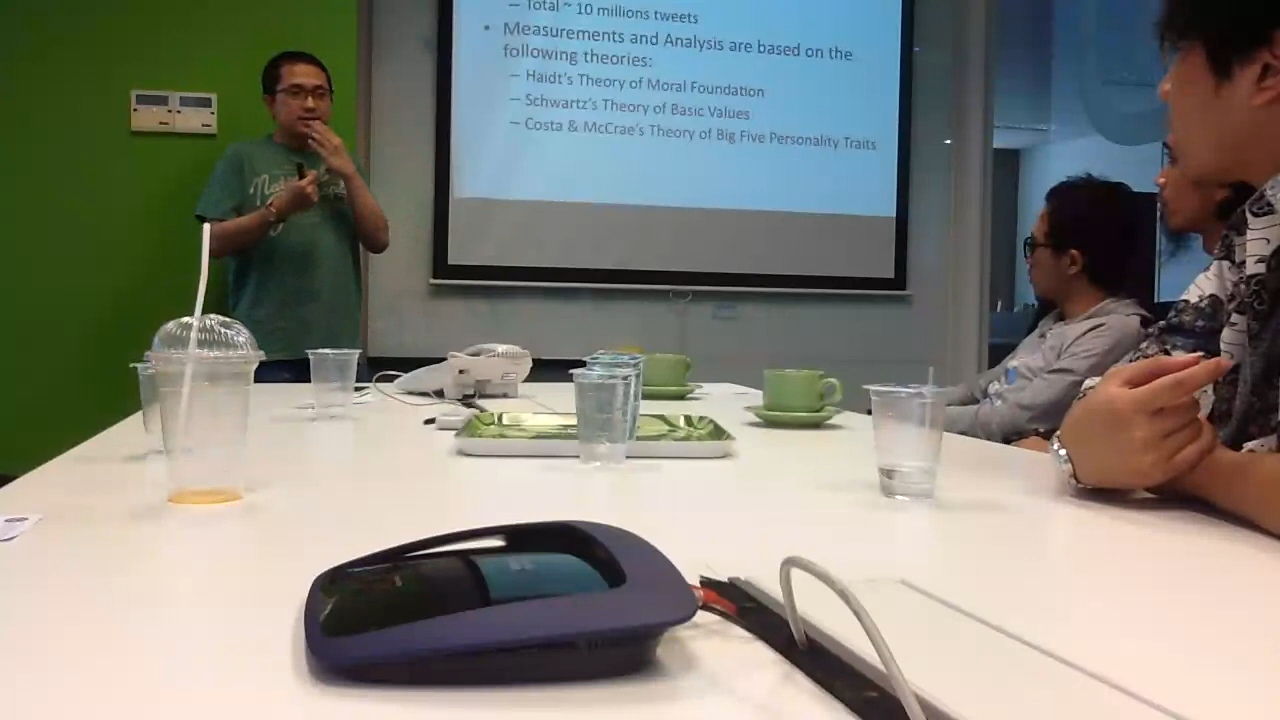 – Total ~ 10 millions tweets
• Measurements and Analysis are based on the
following theories:
– Haidt's Theory of Moral Foundation
– Schwartz's Theory of Basic Values
– Costa & McCrae's Theory of Big Five Personality Traits